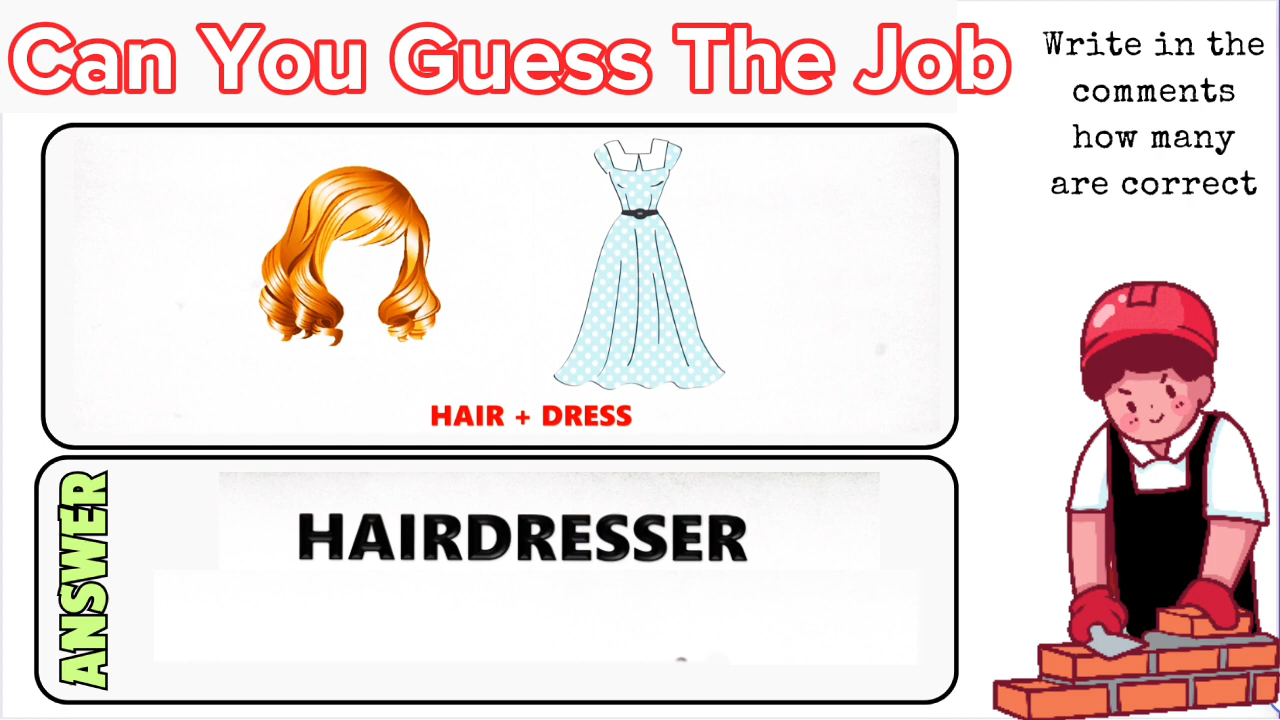 Can You Guess The Job
Write in the
comments
how many
are correct
HAIR + DRESS
ANSWER
HAIRDRESSER